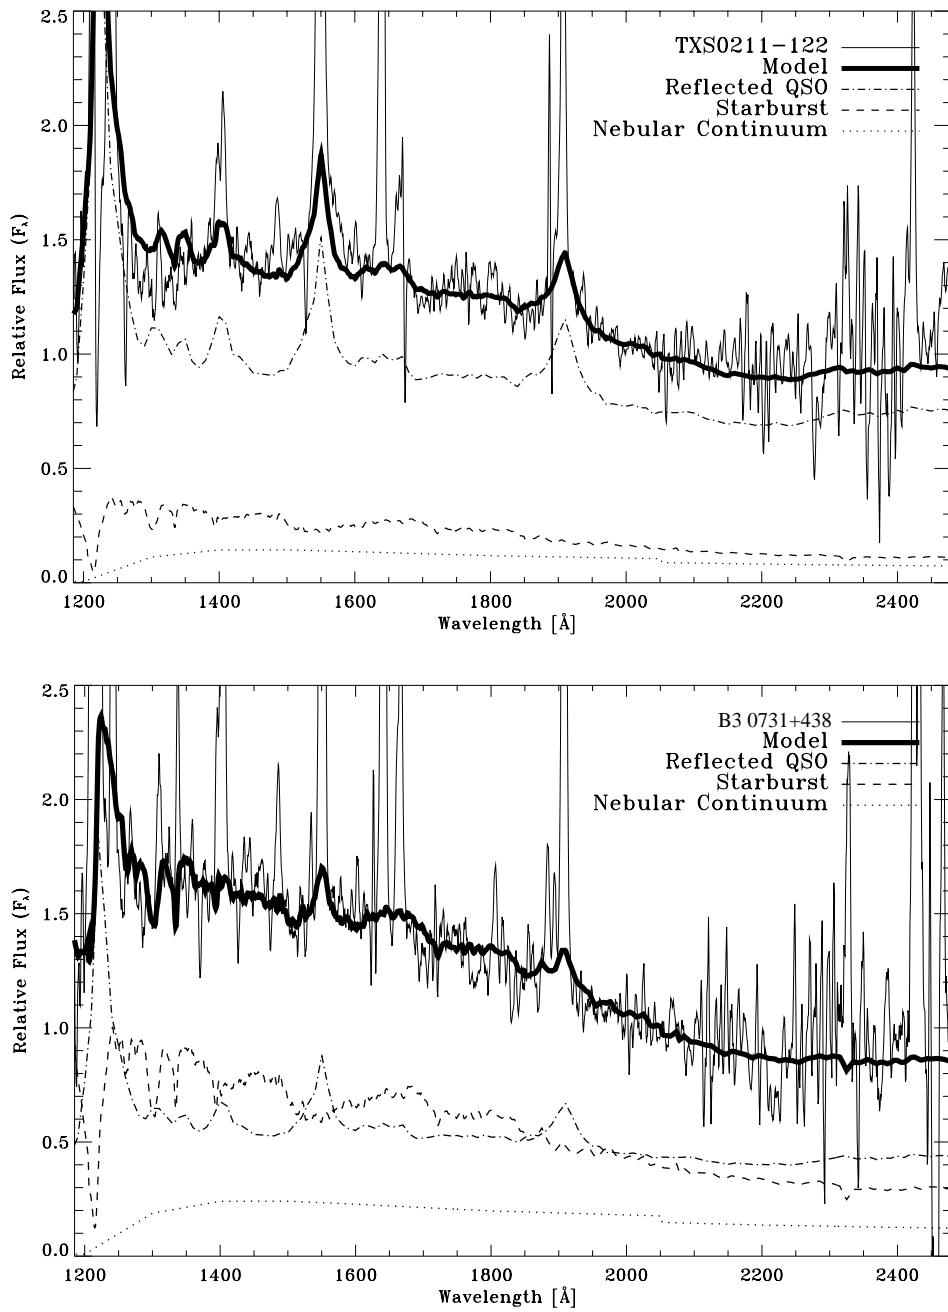 2.5
TXS0211-122
Model
Reflected QSO
Starburst
Nebular Continuum
2.0
1.5
1.0
0.5
0.0
Relative Flux (Fλ)
1200 1400 1600 1800 2000 2200 2400
Wavelength [Å]
2.5
B3 0731+438
Model
Reflected QSO
Starburst
Nebular Continuum
2.0
1.5
1.0
0.5
0.0
Relative Flux (Fλ)
1200 1400 1600 1800 2000 2200 2400
Wavelength [Å]